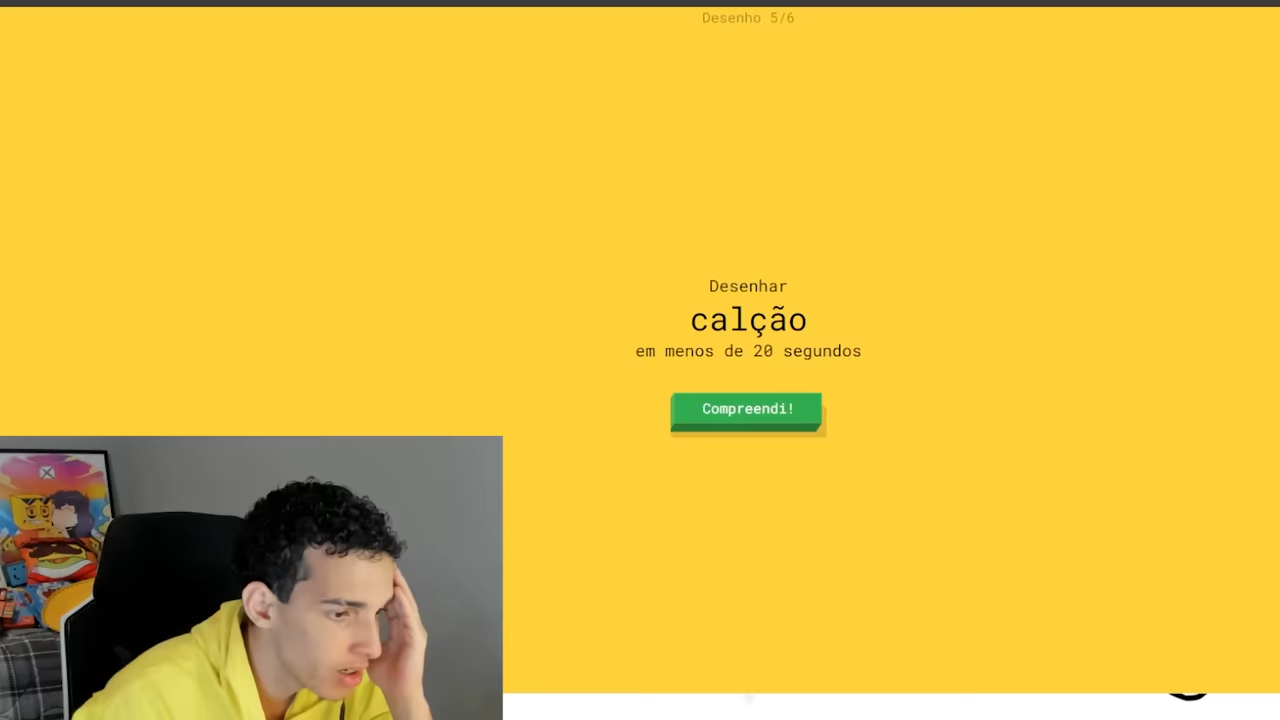 Desenho 5/6
Desenhar
calção
em menos de 20 segundos
Compreendi!